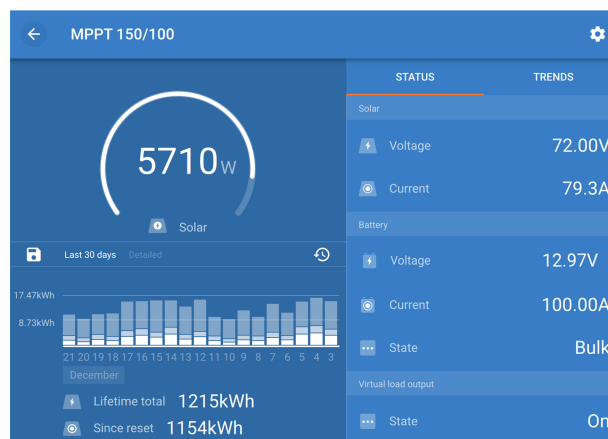 MPPT 150/100
5710W
Solar
Last 30 days Detailed
17.47kWh
8.73kWh
21 20 19 18 17 16 15 14 13 12 11 10 9 8 7 6 5 4 3
December
Lifetime total 1215kWh
Since reset 1154kWh
STATUS TRENDS
Solar
Voltage 72.00V
Current 79.3A
Battery
Voltage 12.97V
Current 100.00A
State Bulk
Virtual load output
State On